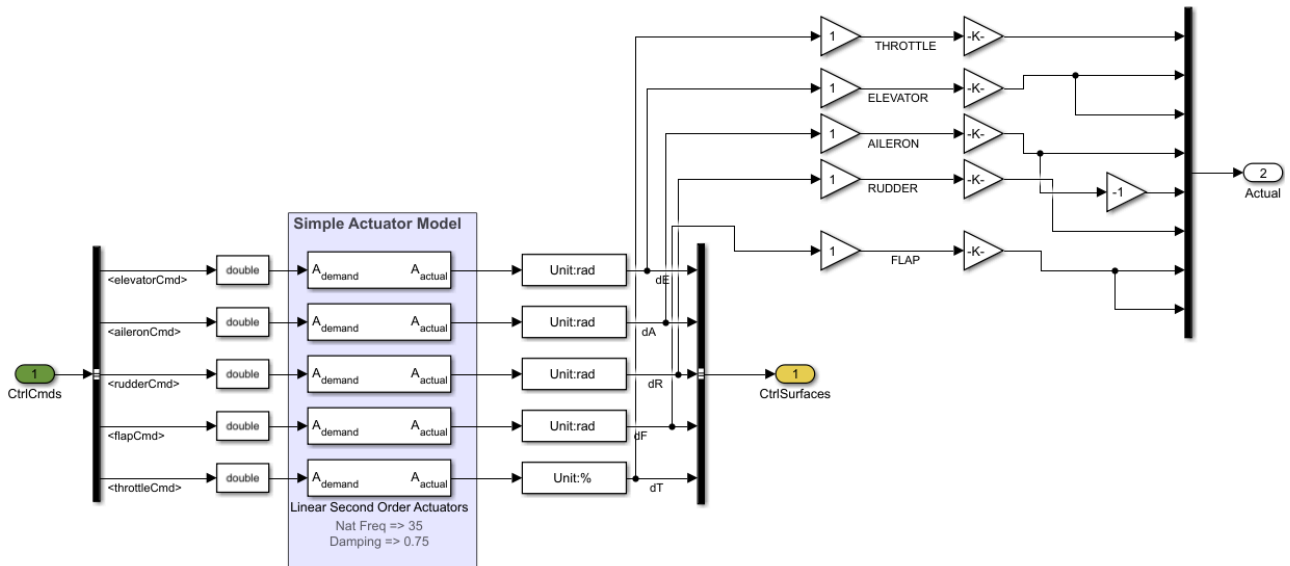 1
THROTTLE
-K-
1
ELEVATOR
-K-
1
AILERON
-K-
1
RUDDER
-K-
-1
2
Actual
1
FLAP
-K-
Simple Actuator Model
<elevatorCmd>
double
A_demand
A_actual
Unit:rad
dE
<aileronCmd>
double
A_demand
A_actual
Unit:rad
dA
1
CtrlCmds
<rudderCmd>
double
A_demand
A_actual
Unit:rad
dR
1
CtrlSurfaces
<flapCmd>
double
A_demand
A_actual
Unit:rad
dF
<throttleCmd>
double
A_demand
A_actual
Unit:%
dT
Linear Second Order Actuators
Nat Freq => 35
Damping => 0.75